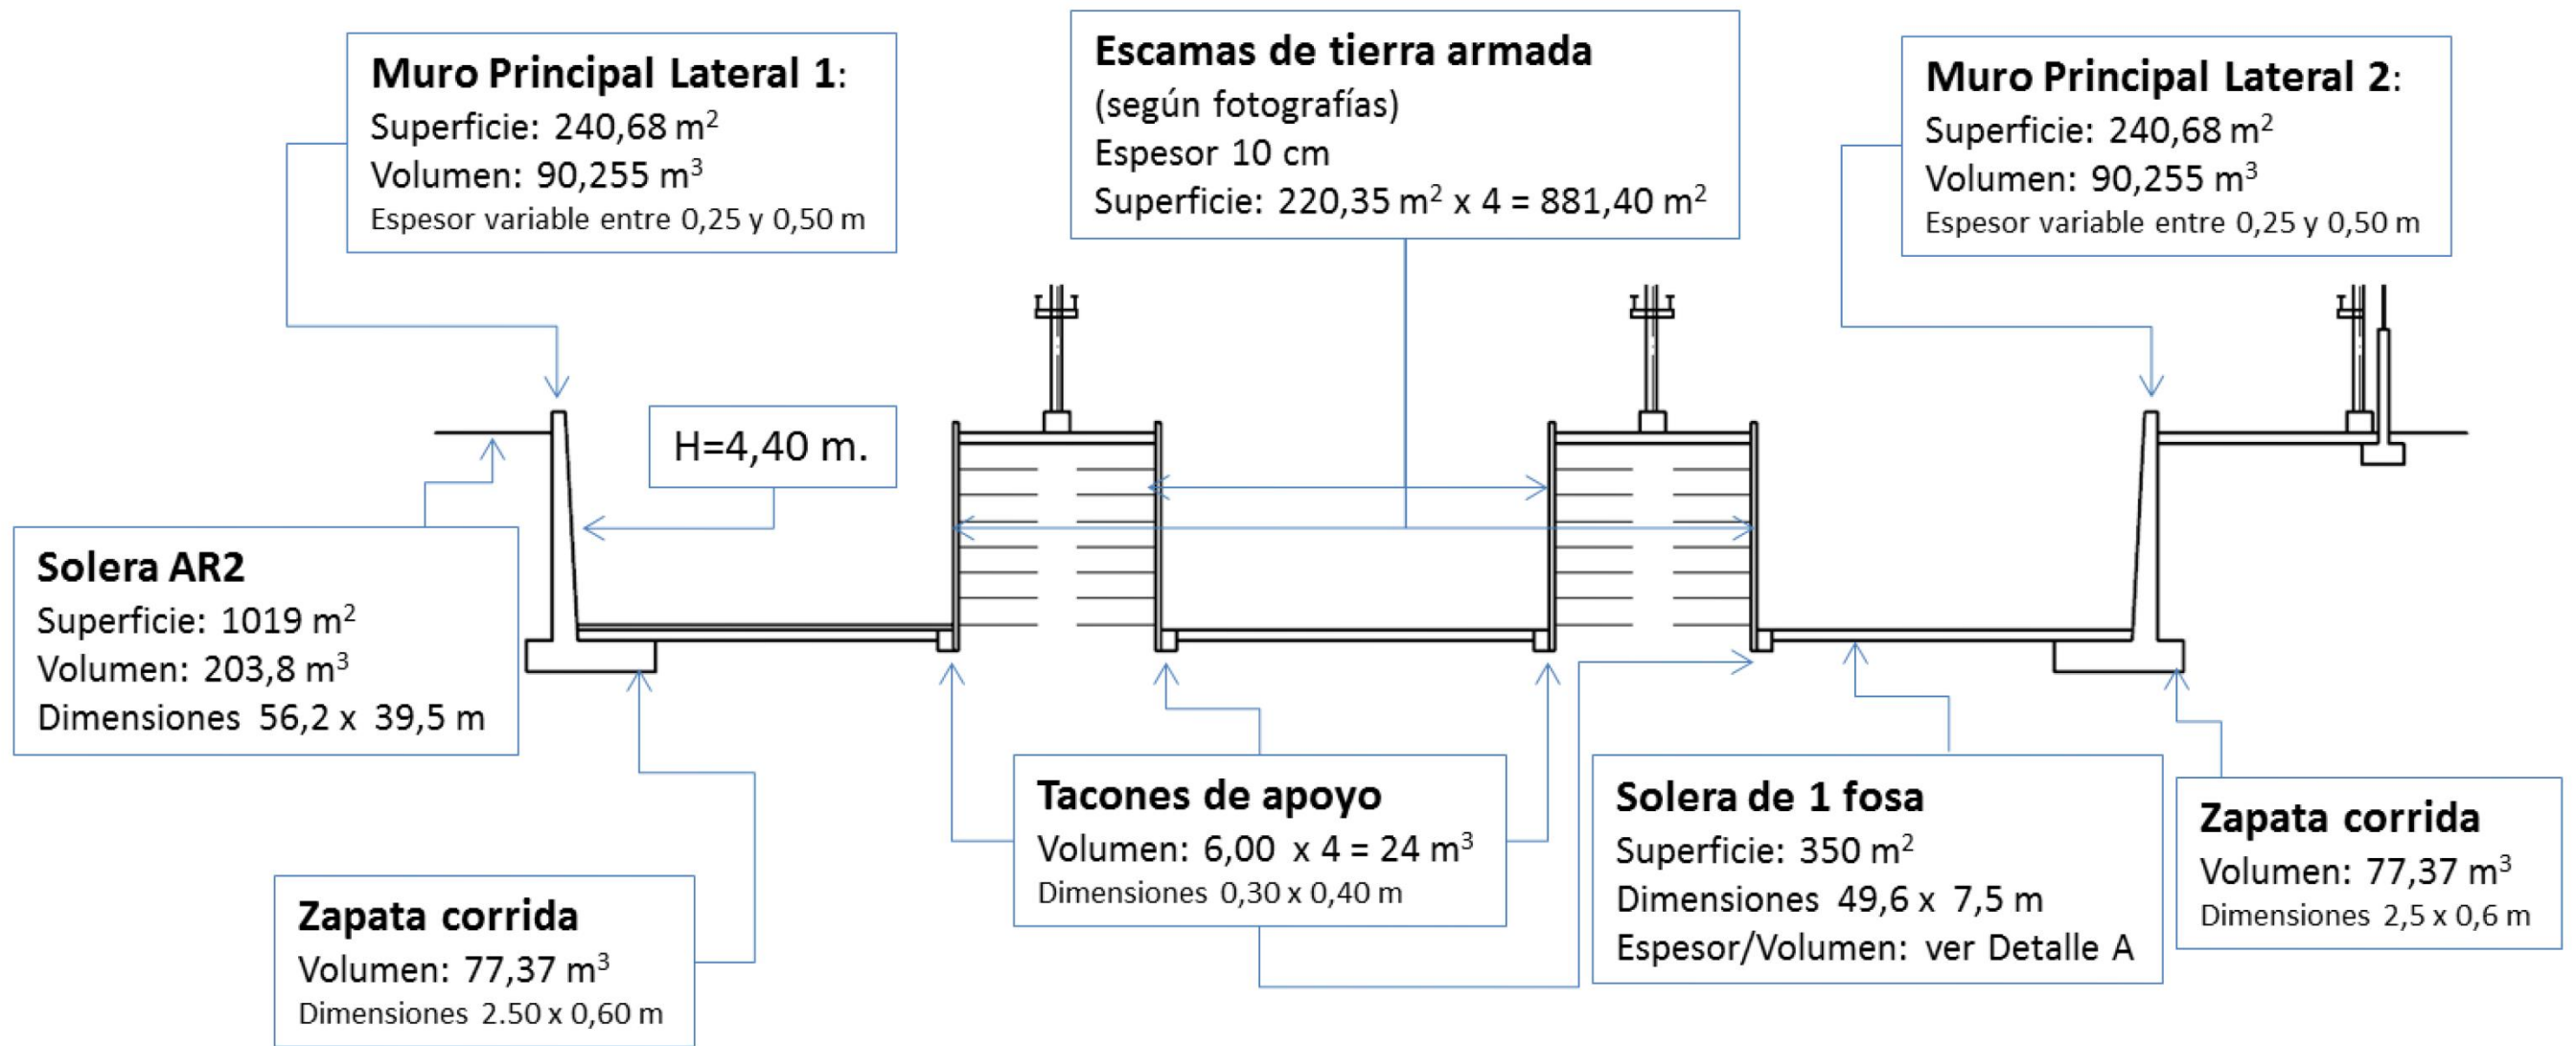 Muro Principal Lateral 1:
Superficie: 240,68 m²
Volumen: 90,255 m³
Espesor variable entre 0,25 y 0,50 m
Escamas de tierra armada
(según fotografías)
Espesor 10 cm
Superficie: 220,35 m² x 4 = 881,40 m²
Muro Principal Lateral 2:
Superficie: 240,68 m²
Volumen: 90,255 m³
Espesor variable entre 0,25 y 0,50 m
H=4,40 m.
Solera AR2
Superficie: 1019 m²
Volumen: 203,8 m³
Dimensiones 56,2 x 39,5 m
Zapata corrida
Volumen: 77,37 m³
Dimensiones 2.50 x 0,60 m
Tacones de apoyo
Volumen: 6,00 x 4 = 24 m³
Dimensiones 0,30 x 0,40 m
Solera de 1 fosa
Superficie: 350 m²
Dimensiones 49,6 x 7,5 m
Espesor/Volumen: ver Detalle A
Zapata corrida
Volumen: 77,37 m³
Dimensiones 2,5 x 0,6 m